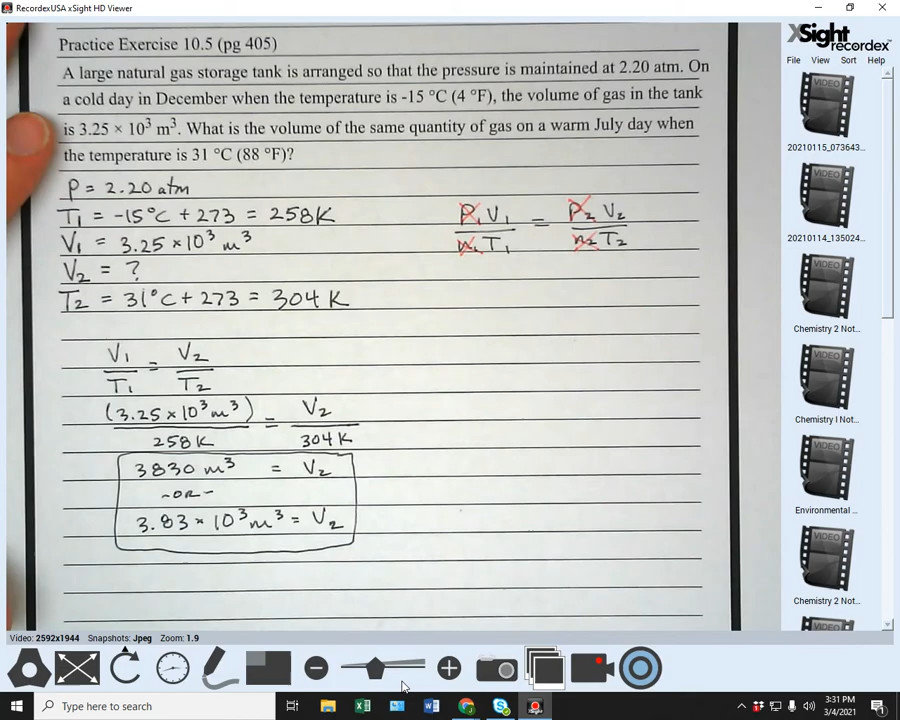 RecordexUSA xSight HD Viewer
xSight
recordex
File View Sort Help
Practice Exercise 10.5 (pg 405)
A large natural gas storage tank is arranged so that the pressure is maintained at 2.20 atm. On
a cold day in December when the temperature is -15 °C (4 °F), the volume of gas in the tank
is 3.25 × 10³ m³. What is the volume of the same quantity of gas on a warm July day when
the temperature is 31 °C (88 °F)?
P = 2.20 atm
T₁ = -15°C + 273 = 258K
V₁ = 3.25 × 10³ m³
V₂ = ?
T₂ = 31°C + 273 = 304 K
P₁V₁ / n₁T₁ = P₂V₂ / n₂T₂
V₁ / T₁ = V₂ / T₂
(3.25 × 10³ m³) / 258K = V₂ / 304K
3830 m³ = V₂
-OR-
3.83 × 10³ m³ = V₂
VIDEO
20210115_073643...
VIDEO
20210114_135024...
VIDEO
Chemistry 2 Not...
VIDEO
Chemistry I Not...
VIDEO
Environmental ...
VIDEO
Chemistry 2 Not...
VIDEO
Video: 2592x1944 Snapshots: Jpeg Zoom: 1.9
Type here to search
3:31 PM
3/4/2021
1